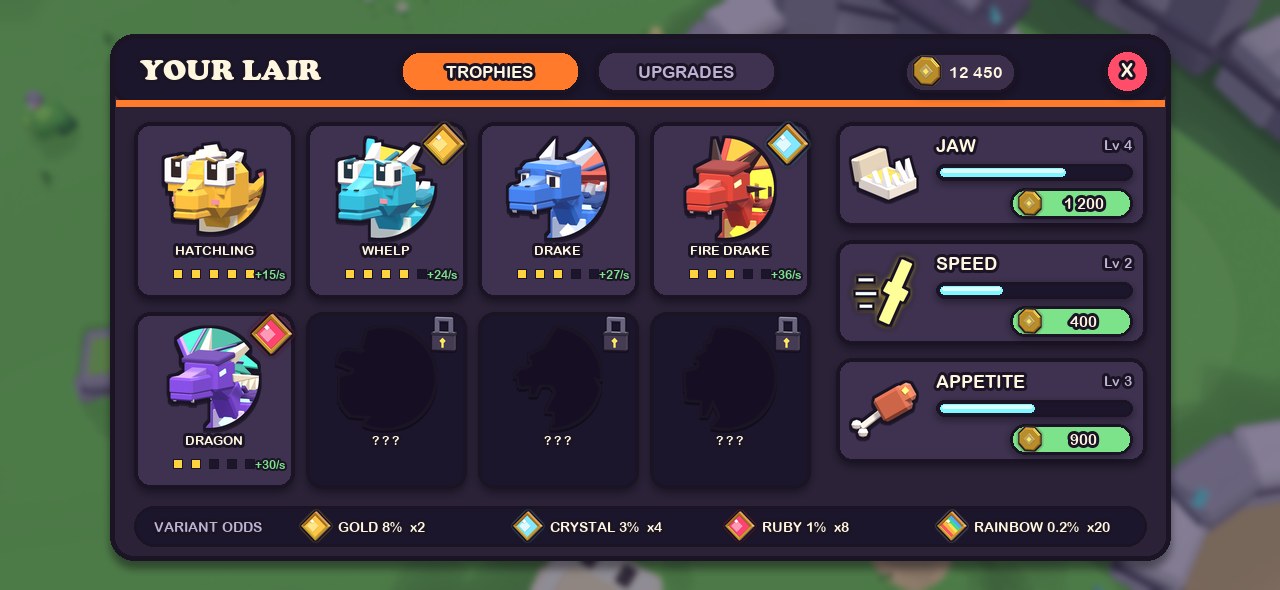 YOUR LAIR
TROPHIES
UPGRADES
12 450
X
HATCHLING
+15/s
WHELP
+24/s
DRAKE
+27/s
FIRE DRAKE
+36/s
DRAGON
+30/s
???
???
???
JAW
Lv 4
1 200
SPEED
Lv 2
400
APPETITE
Lv 3
900
VARIANT ODDS
GOLD 8% x2
CRYSTAL 3% x4
RUBY 1% x8
RAINBOW 0.2% x20